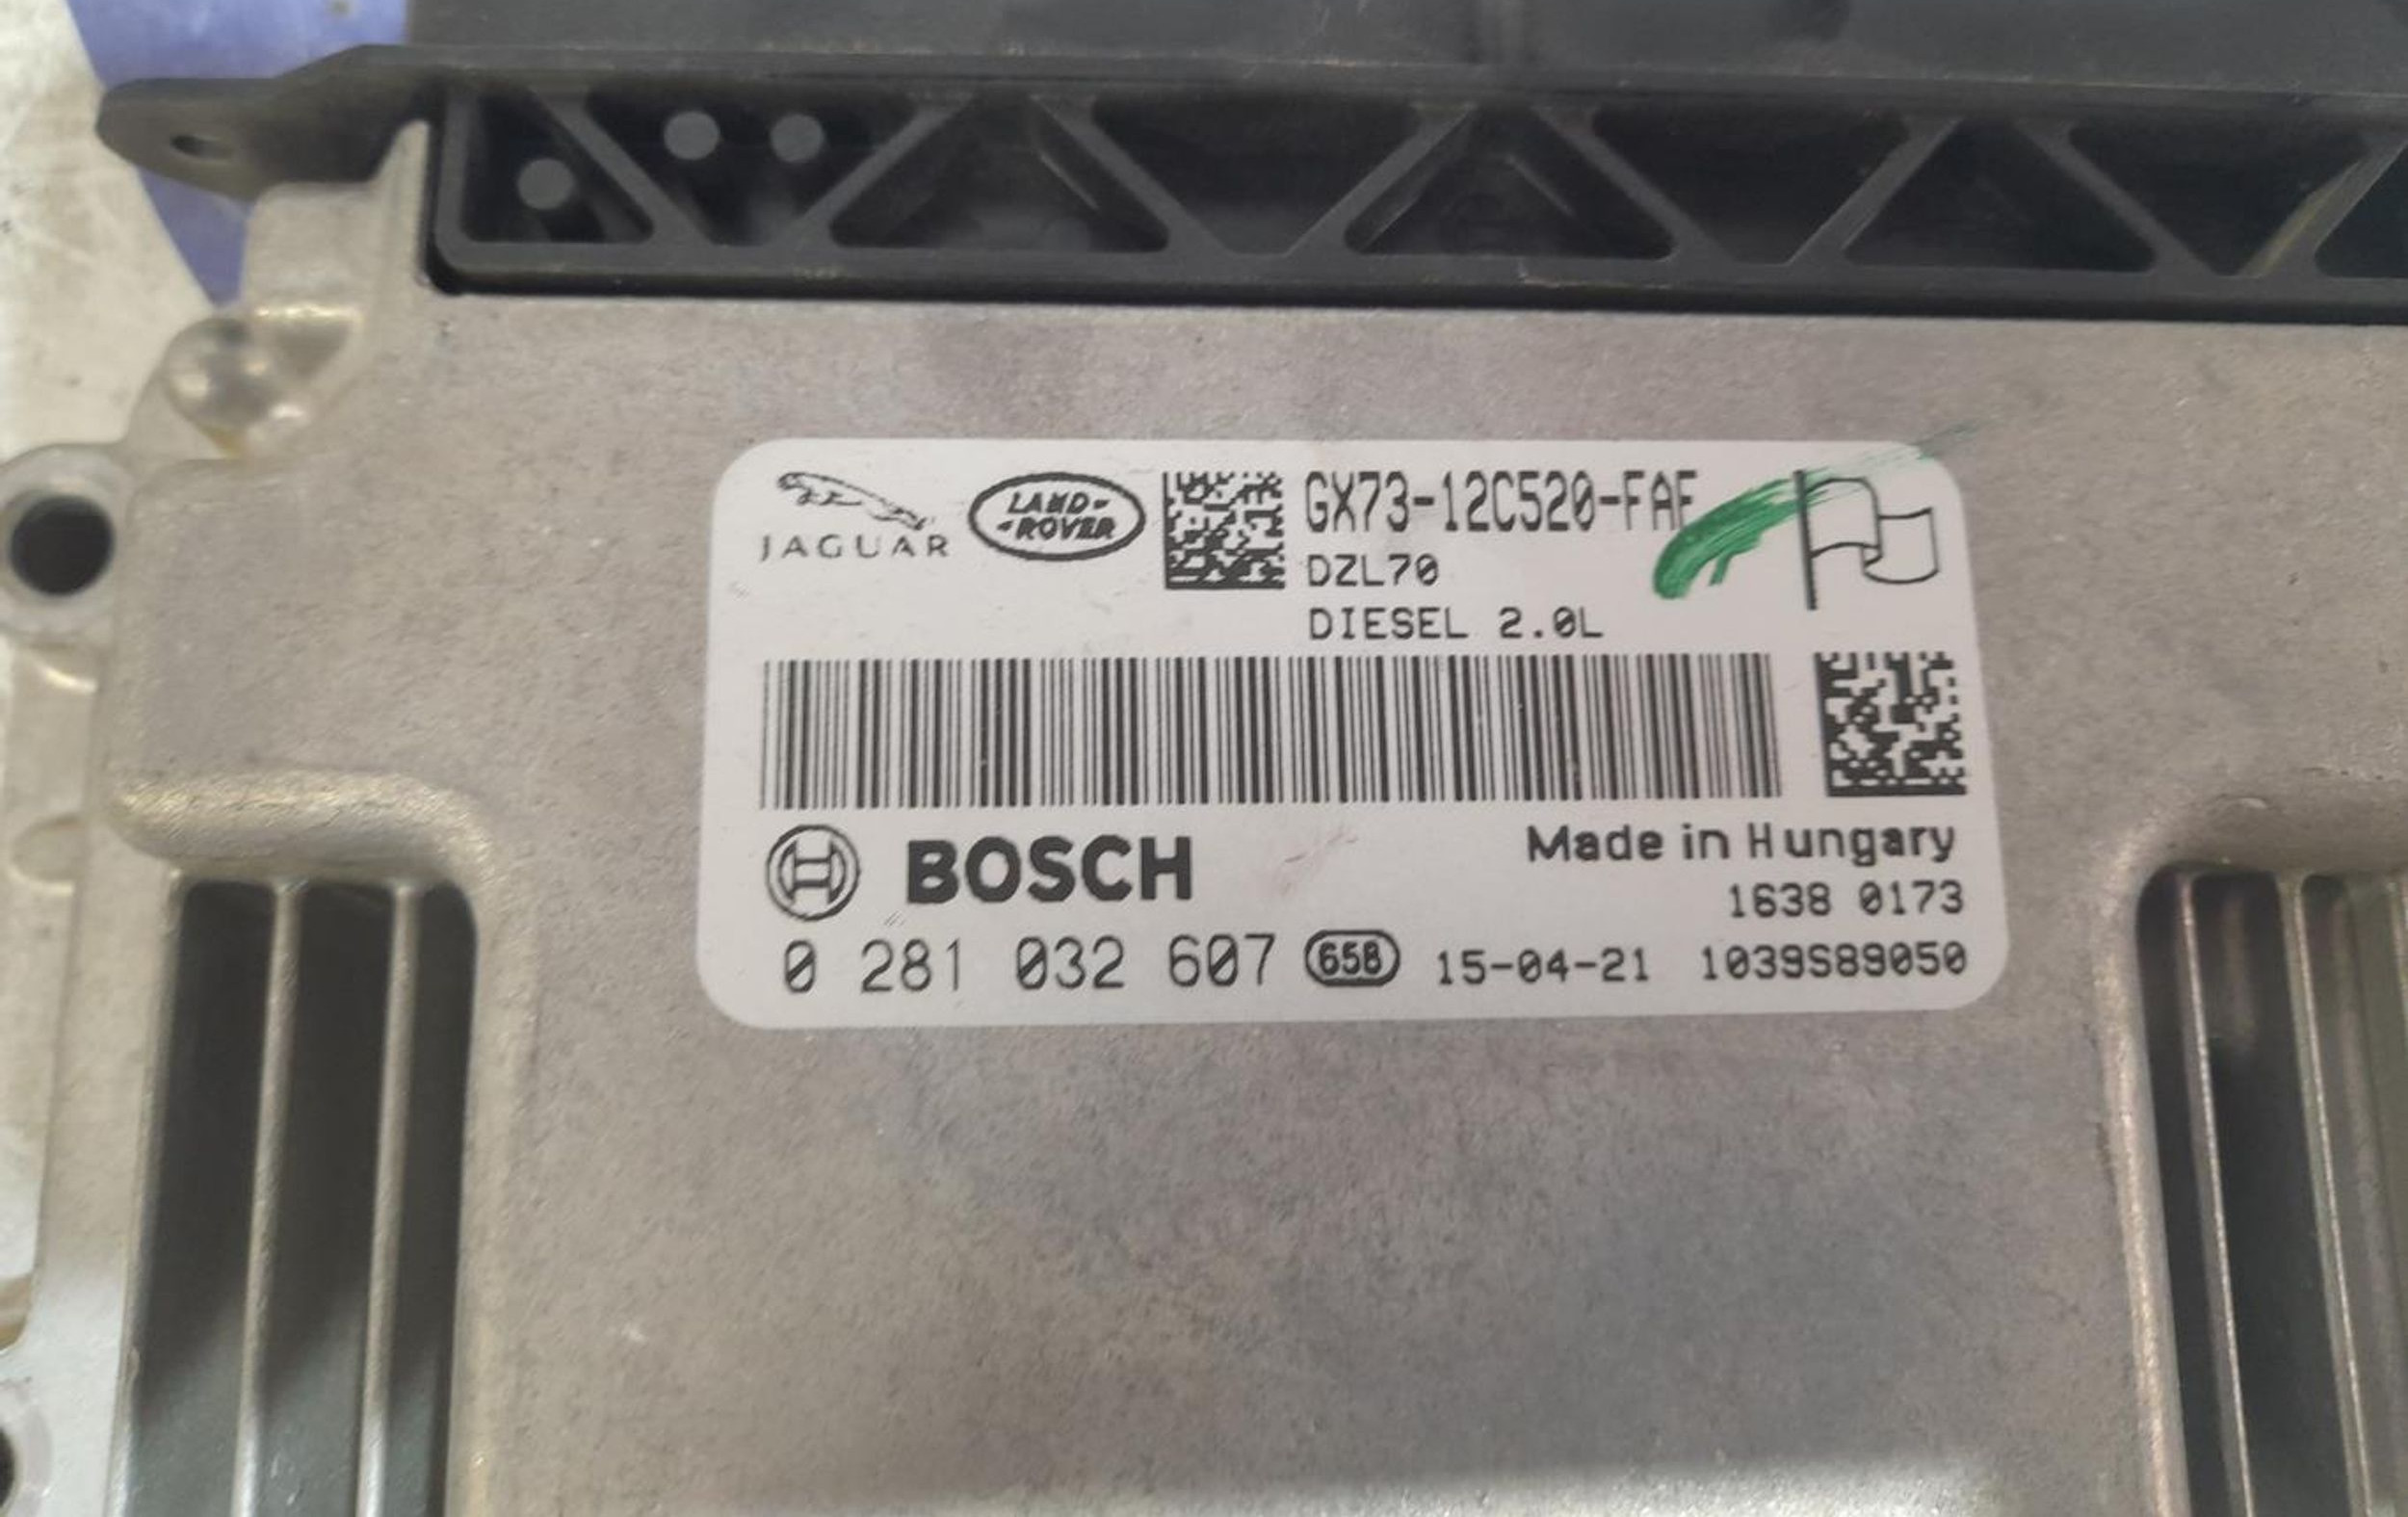 JAGUAR
LAND-
-ROVER
GX73-12C520-FAF
DZL70
DIESEL 2.0L
BOSCH
Made in Hungary
1638 0173
0 281 032 607 658 15-04-21 1039S89050